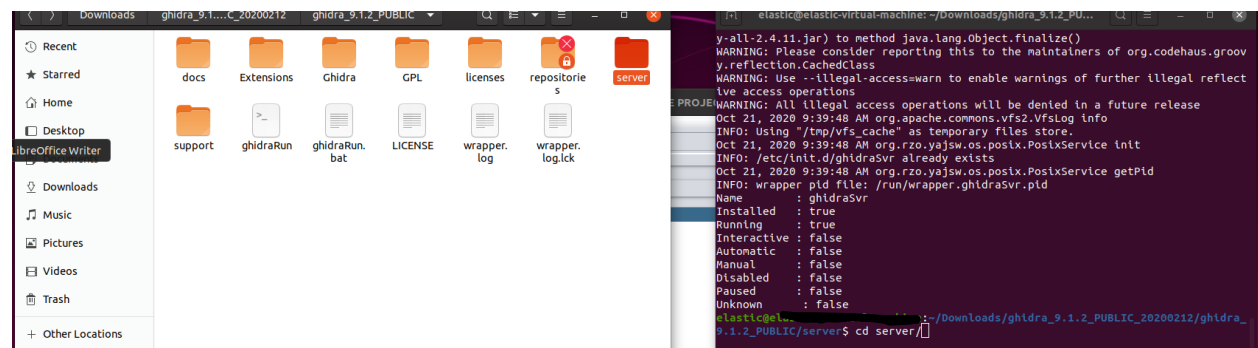 Downloads ghidra_9.1....C_20200212 ghidra_9.1.2_PUBLIC
Recent
Starred
Home
Desktop
LibreOffice Writer
Downloads
Music
Pictures
Videos
Trash
+ Other Locations
docs Extensions Ghidra GPL licenses repositorie
s server
support ghidraRun ghidraRun.
bat LICENSE wrapper.
log wrapper.
log.lck
E PROJE
elastic@elastic-virtual-machine: ~/Downloads/ghidra_9.1.2_PU...
y-all-2.4.11.jar) to method java.lang.Object.finalize()
WARNING: Please consider reporting this to the maintainers of org.codehaus.groov
y.reflection.CachedClass
WARNING: Use --illegal-access=warn to enable warnings of further illegal reflect
ive access operations
WARNING: All illegal access operations will be denied in a future release
Oct 21, 2020 9:39:48 AM org.apache.commons.vfs2.VfsLog info
INFO: Using "/tmp/vfs_cache" as temporary files store.
Oct 21, 2020 9:39:48 AM org.rzo.yajsw.os.posix.PosixService init
INFO: /etc/init.d/ghidraSvr already exists
Oct 21, 2020 9:39:48 AM org.rzo.yajsw.os.posix.PosixService getPid
INFO: wrapper pid file: /run/wrapper.ghidraSvr.pid
Name : ghidraSvr
Installed : true
Running : true
Interactive : false
Automatic : false
Manual : false
Disabled : false
Paused : false
Unknown : false
elastic@el :~/Downloads/ghidra_9.1.2_PUBLIC_20200212/ghidra_
9.1.2_PUBLIC/server$ cd server/